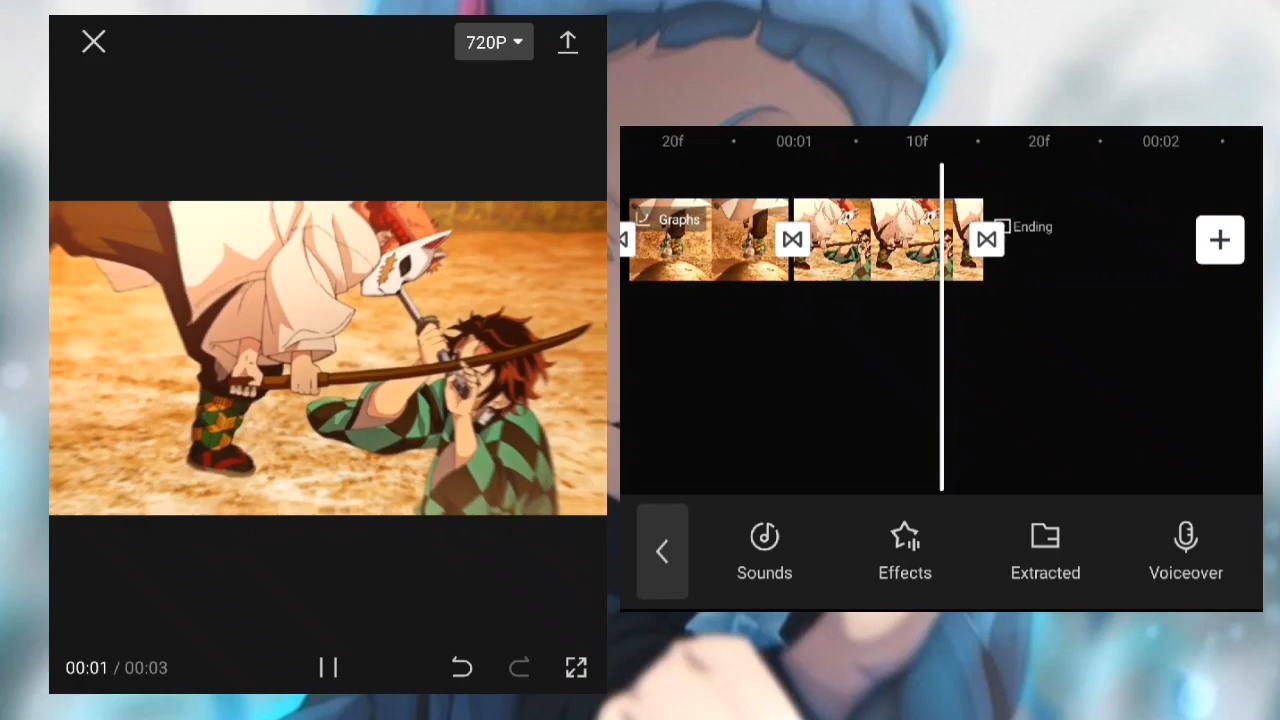 720P
00:01 / 00:03
20f 00:01 10f 20f 00:02
Graphs
Ending
Sounds Effects Extracted Voiceover